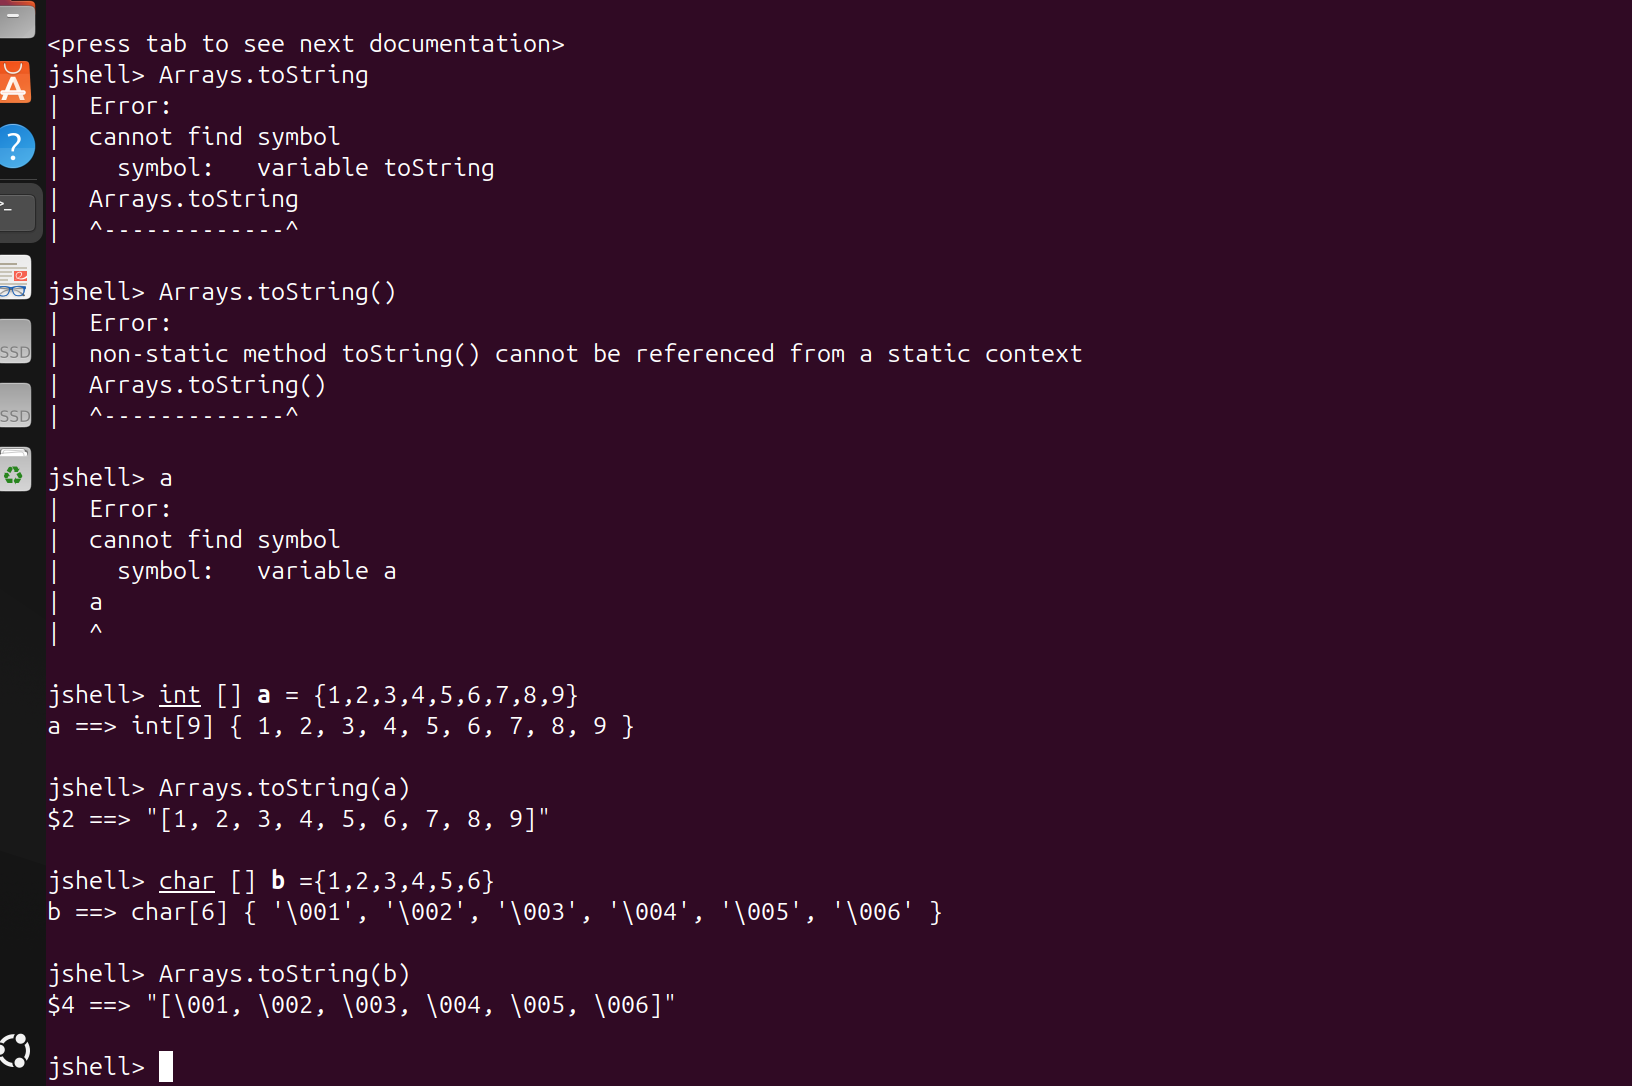 <press tab to see next documentation>
jshell> Arrays.toString
|  Error:
|  cannot find symbol
|    symbol:   variable toString
|  Arrays.toString
|  ^-------------^
jshell> Arrays.toString()
|  Error:
|  non-static method toString() cannot be referenced from a static context
|  Arrays.toString()
|  ^-------------^
jshell> a
|  Error:
|  cannot find symbol
|    symbol:   variable a
|  a
|  ^
jshell> int [] a = {1,2,3,4,5,6,7,8,9}
a ==> int[9] { 1, 2, 3, 4, 5, 6, 7, 8, 9 }
jshell> Arrays.toString(a)
$2 ==> "[1, 2, 3, 4, 5, 6, 7, 8, 9]"
jshell> char [] b ={1,2,3,4,5,6}
b ==> char[6] { '\001', '\002', '\003', '\004', '\005', '\006' }
jshell> Arrays.toString(b)
$4 ==> "[\001, \002, \003, \004, \005, \006]"
jshell>
?
>_
SSD
SSD